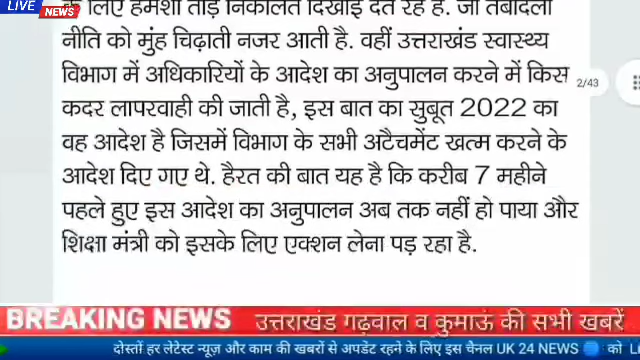 LIVE
NEWS
के लिए हमेशा तोड़ निकालते दिखाई देते रहे हैं. जो तबादला
नीति को मुंह चिढ़ाती नजर आती है. वहीं उत्तराखंड स्वास्थ्य
विभाग में अधिकारियों के आदेश का अनुपालन करने में किस
2/43
कदर लापरवाही की जाती है, इस बात का सुबूत 2022 का
वह आदेश है जिसमें विभाग के सभी अटैचमेंट खत्म करने के
आदेश दिए गए थे. हैरत की बात यह है कि करीब 7 महीने
पहले हुए इस आदेश का अनुपालन अब तक नहीं हो पाया और
शिक्षा मंत्री को इसके लिए एक्शन लेना पड़ रहा है.
BREAKING NEWS उत्तराखंड गढ़वाल व कुमाऊं की सभी खबरें
दोस्तों हर लेटेस्ट न्यूज़ और काम की खबरों से अपडेट रहने के लिए इस चैनल UK 24 NEWS 🔵 को